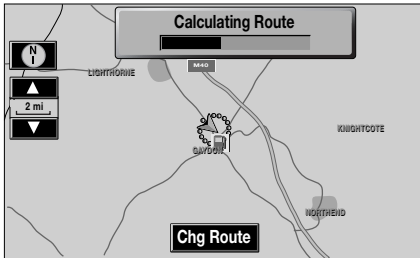 Calculating Route
N
M40
LIGHTHORNE
2 mi
KNIGHTCOTE
GAYDON
NORTHEND
Chg Route